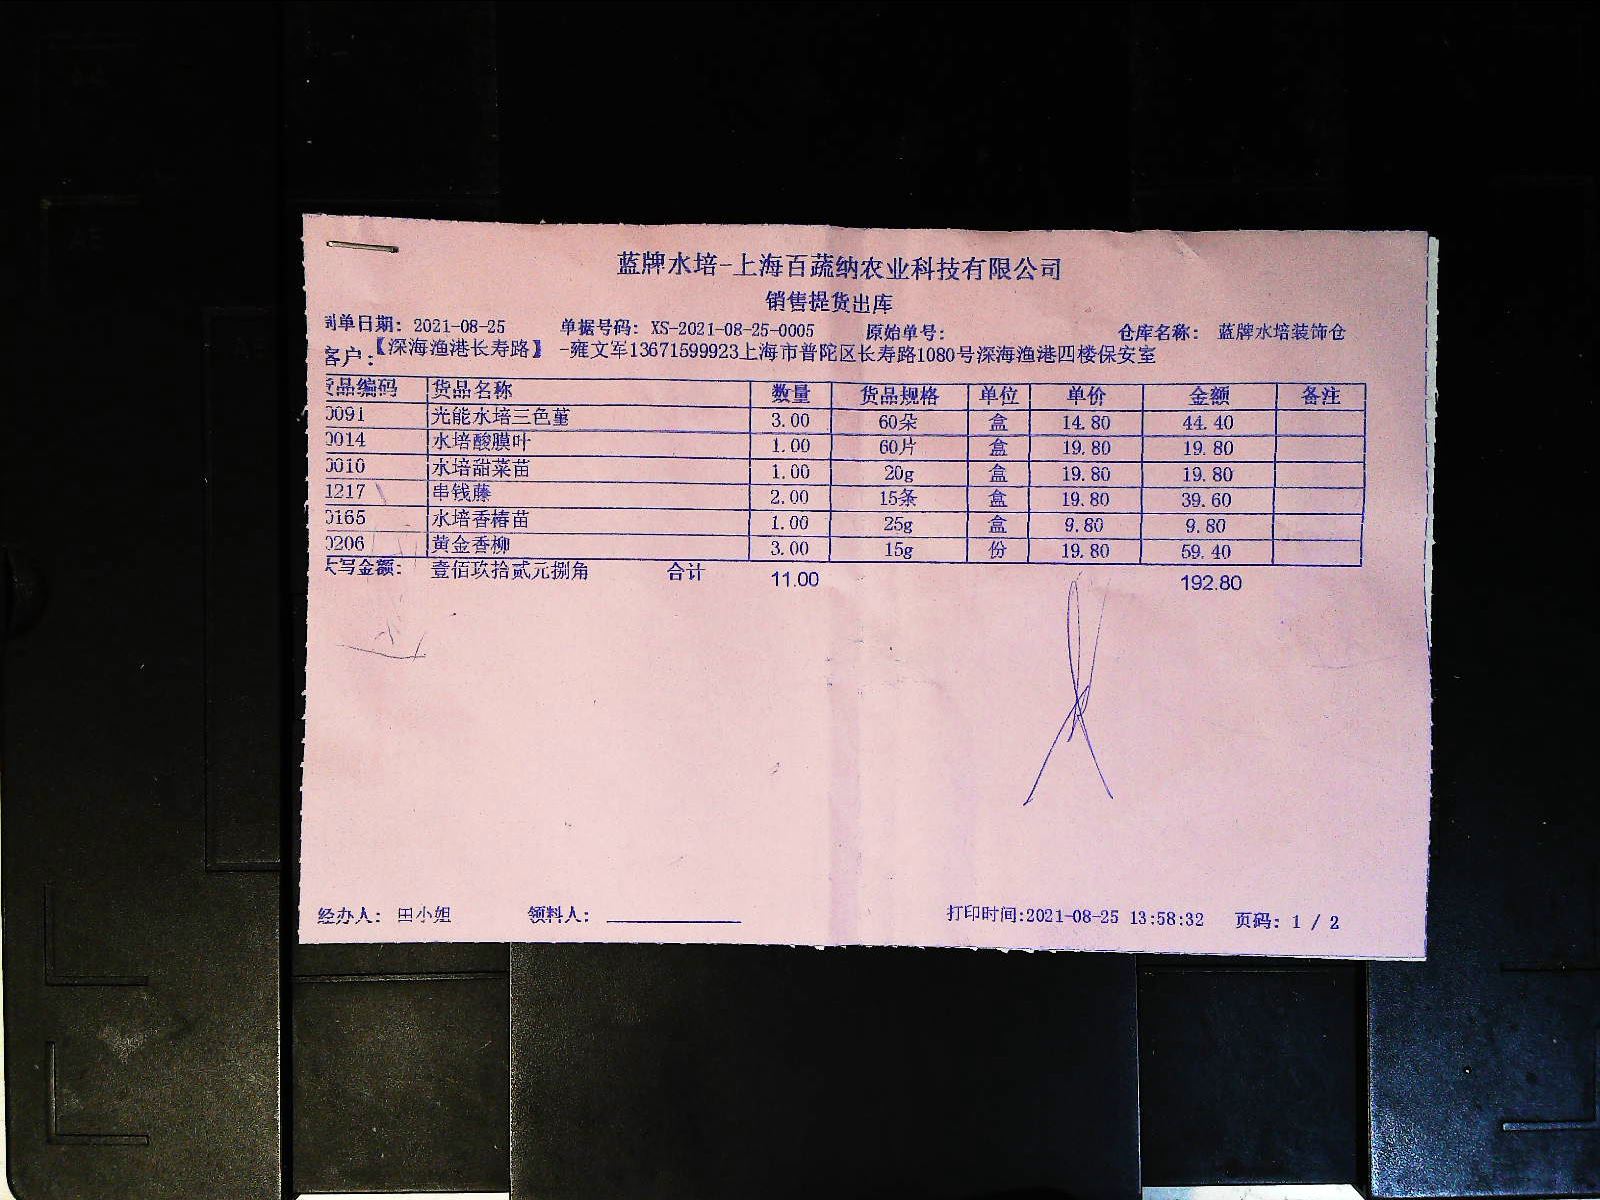 蓝牌水培-上海百蔬纳农业科技有限公司
销售提货出库
制单日期: 2021-08-25 单据号码: XS-2021-08-25-0005 原始单号: 仓库名称: 蓝牌水培装饰仓
客户: 【深海渔港长寿路】 -雍文军13671599923上海市普陀区长寿路1080号深海渔港四楼保安室
货品编码 货品名称 数量 货品规格 单位 单价 金额 备注
0091 光能水培三色堇 3.00 60朵 盒 14.80 44.40
0014 水培酸膜叶 1.00 60片 盒 19.80 19.80
0010 水培甜菜苗 1.00 20g 盒 19.80 19.80
1217 串钱藤 2.00 15条 盒 19.80 39.60
0165 水培香椿苗 1.00 25g 盒 9.80 9.80
0206 黄金香柳 3.00 15g 份 19.80 59.40
大写金额: 壹佰玖拾贰元捌角 合计 11.00 192.80
经办人: 田小姐 领料人: 打印时间:2021-08-25 13:58:32 页码: 1 / 2